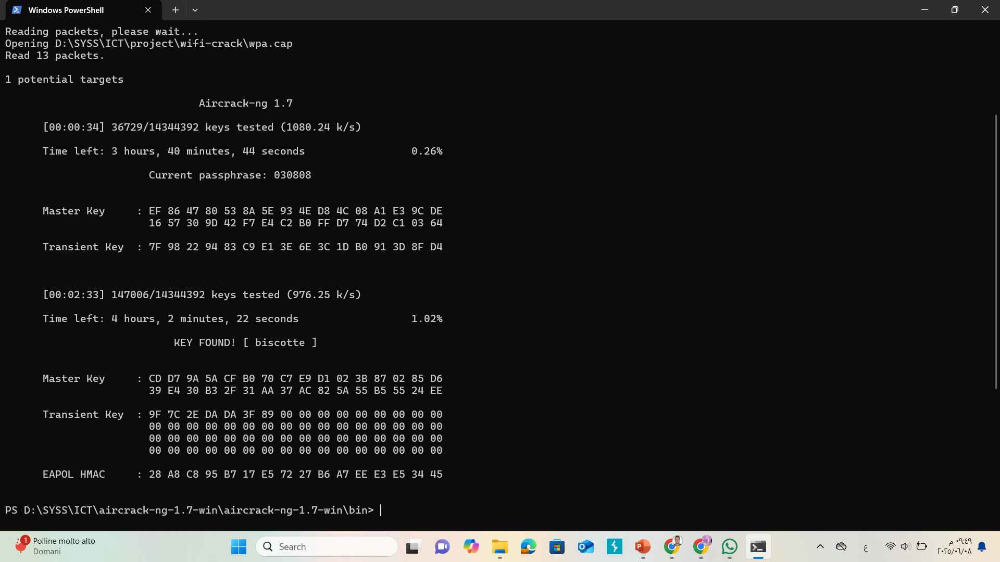 Windows PowerShell
Reading packets, please wait...
Opening D:\SYSS\ICT\project\wifi-crack\wpa.cap
Read 13 packets.
1 potential targets
Aircrack-ng 1.7
[00:00:34] 36729/14344392 keys tested (1080.24 k/s)
Time left: 3 hours, 40 minutes, 44 seconds 0.26%
Current passphrase: 030808
Master Key : EF 86 47 80 53 8A 5E 93 4E D8 4C 08 A1 E3 9C DE
16 57 30 9D 42 F7 E4 C2 B0 FF D7 74 D2 C1 03 64
Transient Key : 7F 98 22 94 83 C9 E1 3E 6E 3C 1D B0 91 3D 8F D4
[00:02:33] 147006/14344392 keys tested (976.25 k/s)
Time left: 4 hours, 2 minutes, 22 seconds 1.02%
KEY FOUND! [ biscotte ]
Master Key : CD D7 9A 5A CF B0 70 C7 E9 D1 02 3B 87 02 85 D6
39 E4 30 B3 2F 31 AA 37 AC 82 5A 55 B5 55 24 EE
Transient Key : 9F 7C 2E DA DA 3F 89 00 00 00 00 00 00 00 00 00
00 00 00 00 00 00 00 00 00 00 00 00 00 00 00 00
00 00 00 00 00 00 00 00 00 00 00 00 00 00 00 00
00 00 00 00 00 00 00 00 00 00 00 00 00 00 00 00
EAPOL HMAC : 28 A8 C8 95 B7 17 E5 72 27 B6 A7 EE E3 E5 34 45
PS D:\SYSS\ICT\aircrack-ng-1.7-win\aircrack-ng-1.7-win\bin>
1
Polline molto alto
Domani
Search
ع
٠٩:٤٩ م
٢٠٢٥/٠٦/٠٨